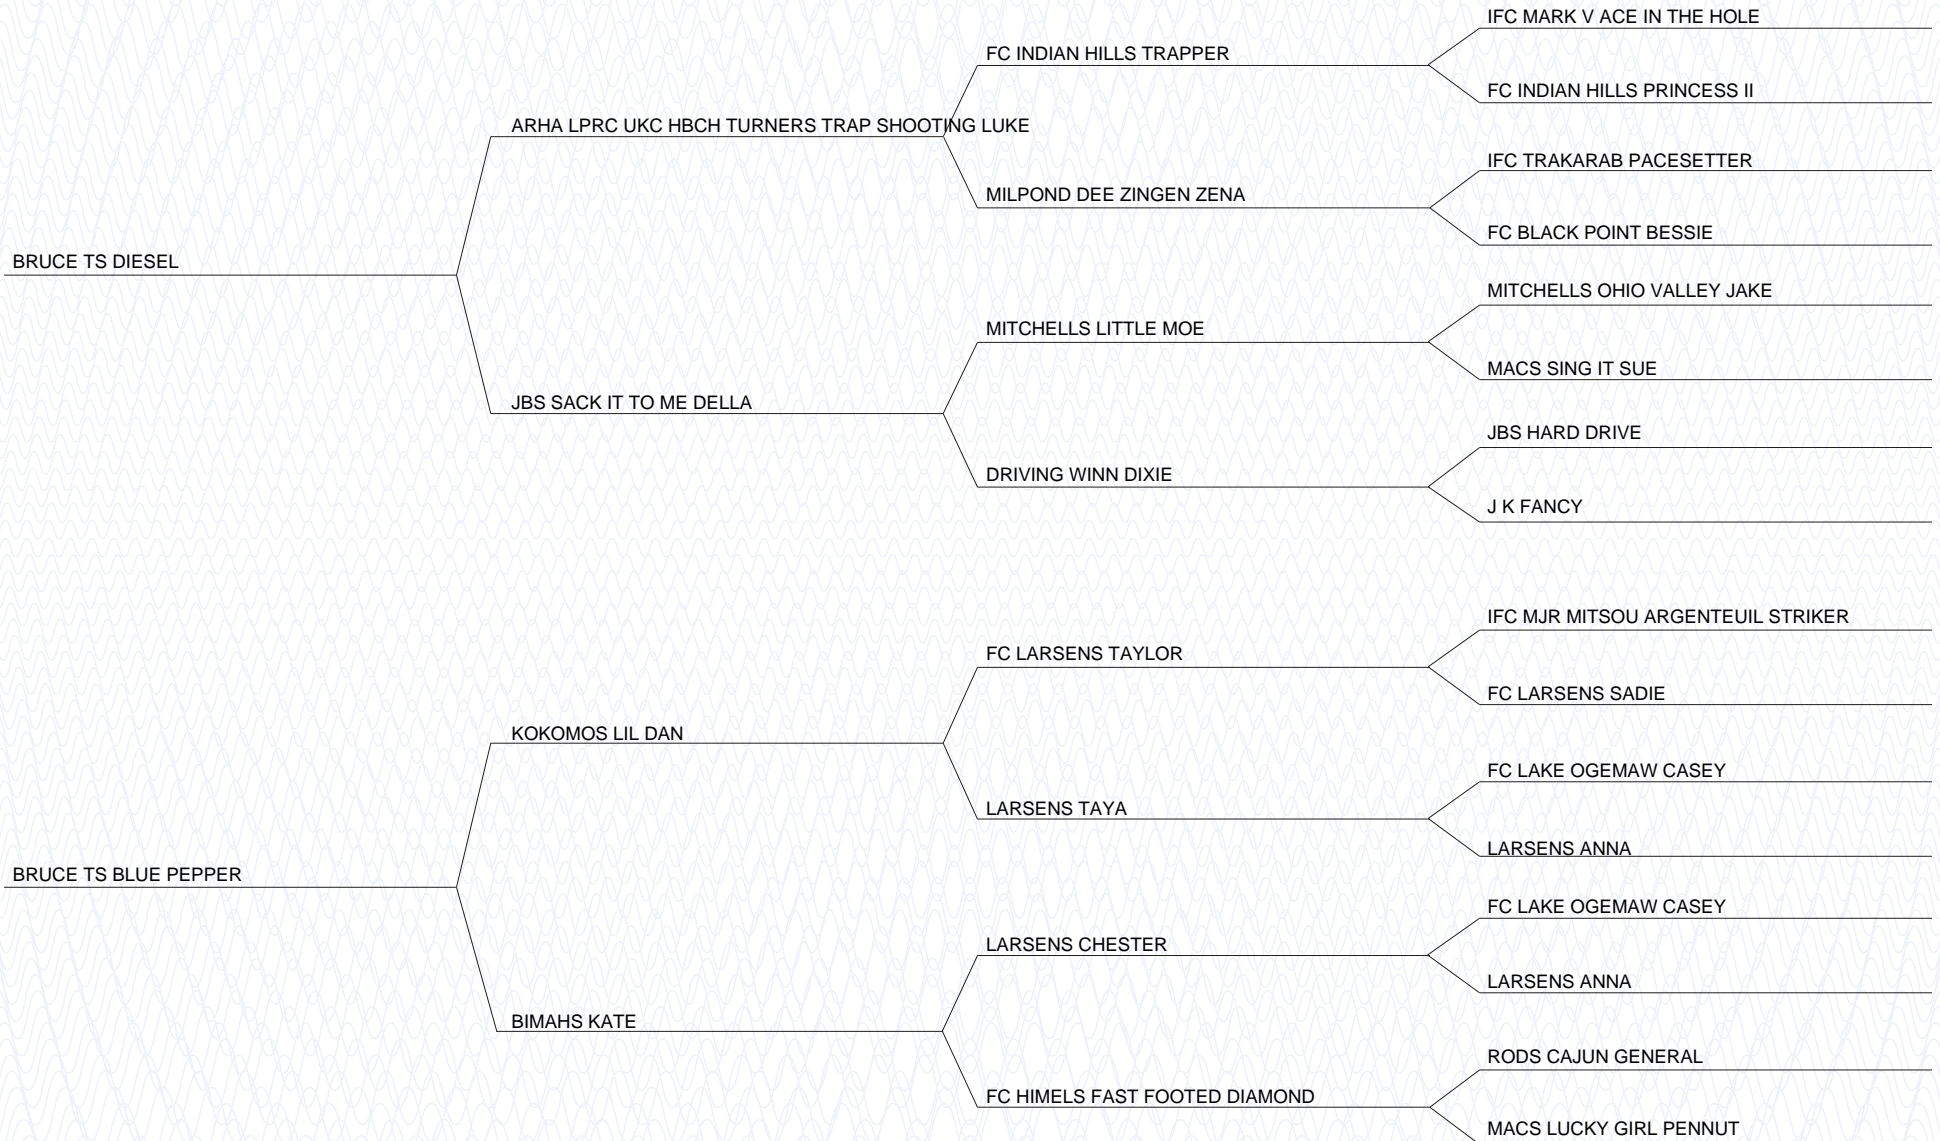 IFC MARK V ACE IN THE HOLE
FC INDIAN HILLS TRAPPER
FC INDIAN HILLS PRINCESS II
ARHA LPRC UKC HBCH TURNERS TRAP SHOOTING LUKE
IFC TRAKARAB PACESETTER
MILPOND DEE ZINGEN ZENA
FC BLACK POINT BESSIE
BRUCE TS DIESEL
MITCHELLS OHIO VALLEY JAKE
MITCHELLS LITTLE MOE
MACS SING IT SUE
JBS SACK IT TO ME DELLA
JBS HARD DRIVE
DRIVING WINN DIXIE
J K FANCY
IFC MJR MITSOU ARGENTEUIL STRIKER
FC LARSENS TAYLOR
FC LARSENS SADIE
KOKOMOS LIL DAN
FC LAKE OGEMAW CASEY
LARSENS TAYA
LARSENS ANNA
BRUCE TS BLUE PEPPER
FC LAKE OGEMAW CASEY
LARSENS CHESTER
LARSENS ANNA
BIMAHS KATE
RODS CAJUN GENERAL
FC HIMELS FAST FOOTED DIAMOND
MACS LUCKY GIRL PENNUT